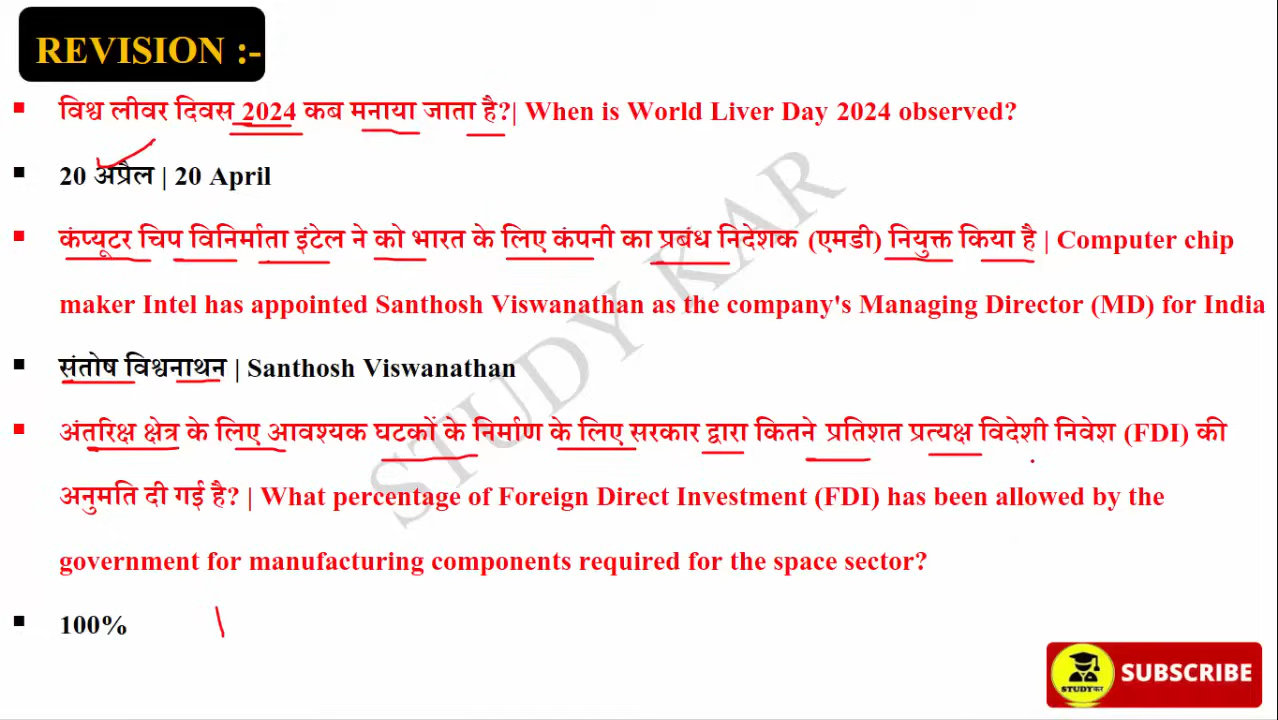 REVISION :-
विश्व लीवर दिवस 2024 कब मनाया जाता है?| When is World Liver Day 2024 observed?
20 अप्रैल | 20 April
कंप्यूटर चिप विनिर्माता इंटेल ने को भारत के लिए कंपनी का प्रबंध निदेशक (एमडी) नियुक्त किया है | Computer chip
maker Intel has appointed Santhosh Viswanathan as the company's Managing Director (MD) for India
संतोष विश्वनाथन | Santhosh Viswanathan
अंतरिक्ष क्षेत्र के लिए आवश्यक घटकों के निर्माण के लिए सरकार द्वारा कितने प्रतिशत प्रत्यक्ष विदेशी निवेश (FDI) की
अनुमति दी गई है? | What percentage of Foreign Direct Investment (FDI) has been allowed by the
government for manufacturing components required for the space sector?
100%
STUDY KAR
STUDYकर
SUBSCRIBE